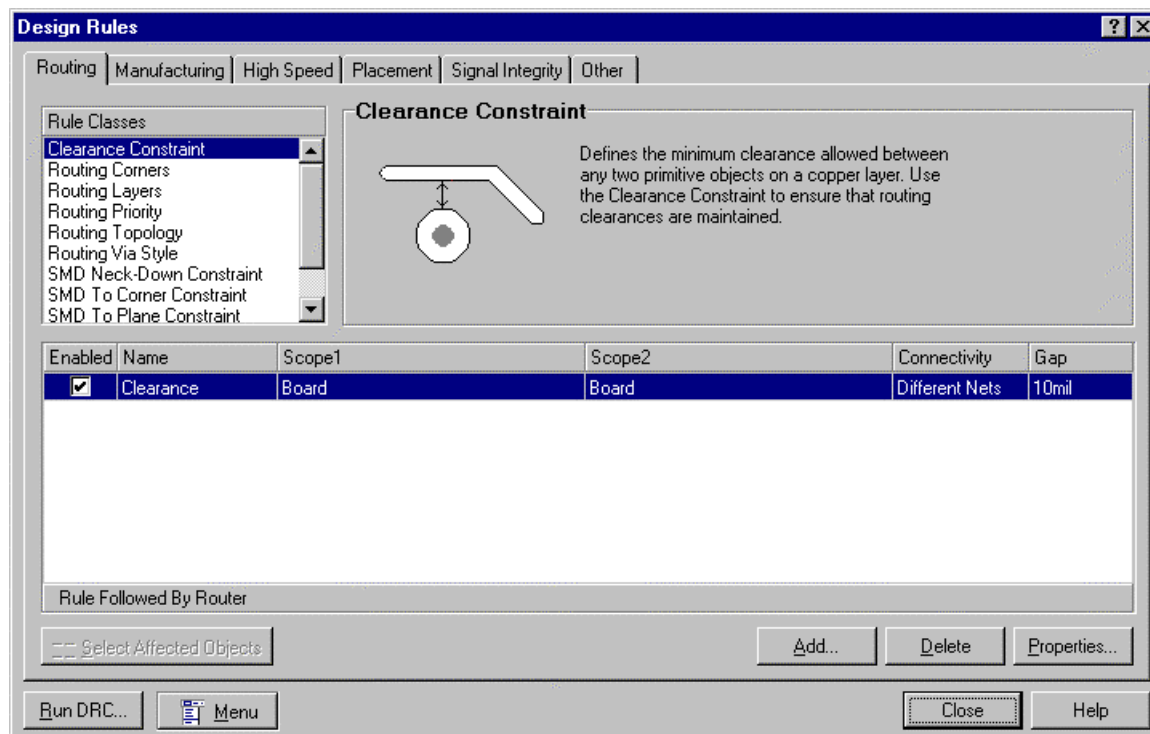 Design Rules
Routing Manufacturing High Speed Placement Signal Integrity Other
Rule Classes
Clearance Constraint
Routing Corners
Routing Layers
Routing Priority
Routing Topology
Routing Via Style
SMD Neck-Down Constraint
SMD To Corner Constraint
SMD To Plane Constraint
Clearance Constraint
Defines the minimum clearance allowed between
any two primitive objects on a copper layer. Use
the Clearance Constraint to ensure that routing
clearances are maintained.
Enabled Name Scope1 Scope2 Connectivity Gap
Clearance Board Board Different Nets 10mil
Rule Followed By Router
Select Affected Objects Add... Delete Properties...
Run DRC... Menu Close Help